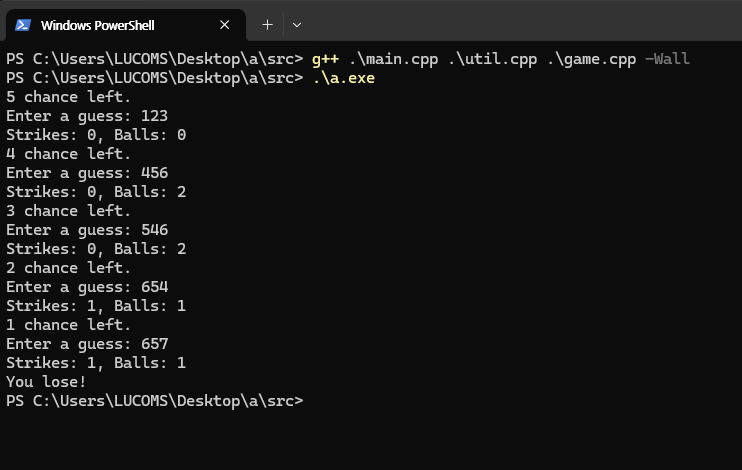 Windows PowerShell
PS C:\Users\LUCOMS\Desktop\a\src> g++ .\main.cpp .\util.cpp .\game.cpp -Wall
PS C:\Users\LUCOMS\Desktop\a\src> .\a.exe
5 chance left.
Enter a guess: 123
Strikes: 0, Balls: 0
4 chance left.
Enter a guess: 456
Strikes: 0, Balls: 2
3 chance left.
Enter a guess: 546
Strikes: 0, Balls: 2
2 chance left.
Enter a guess: 654
Strikes: 1, Balls: 1
1 chance left.
Enter a guess: 657
Strikes: 1, Balls: 1
You lose!
PS C:\Users\LUCOMS\Desktop\a\src>